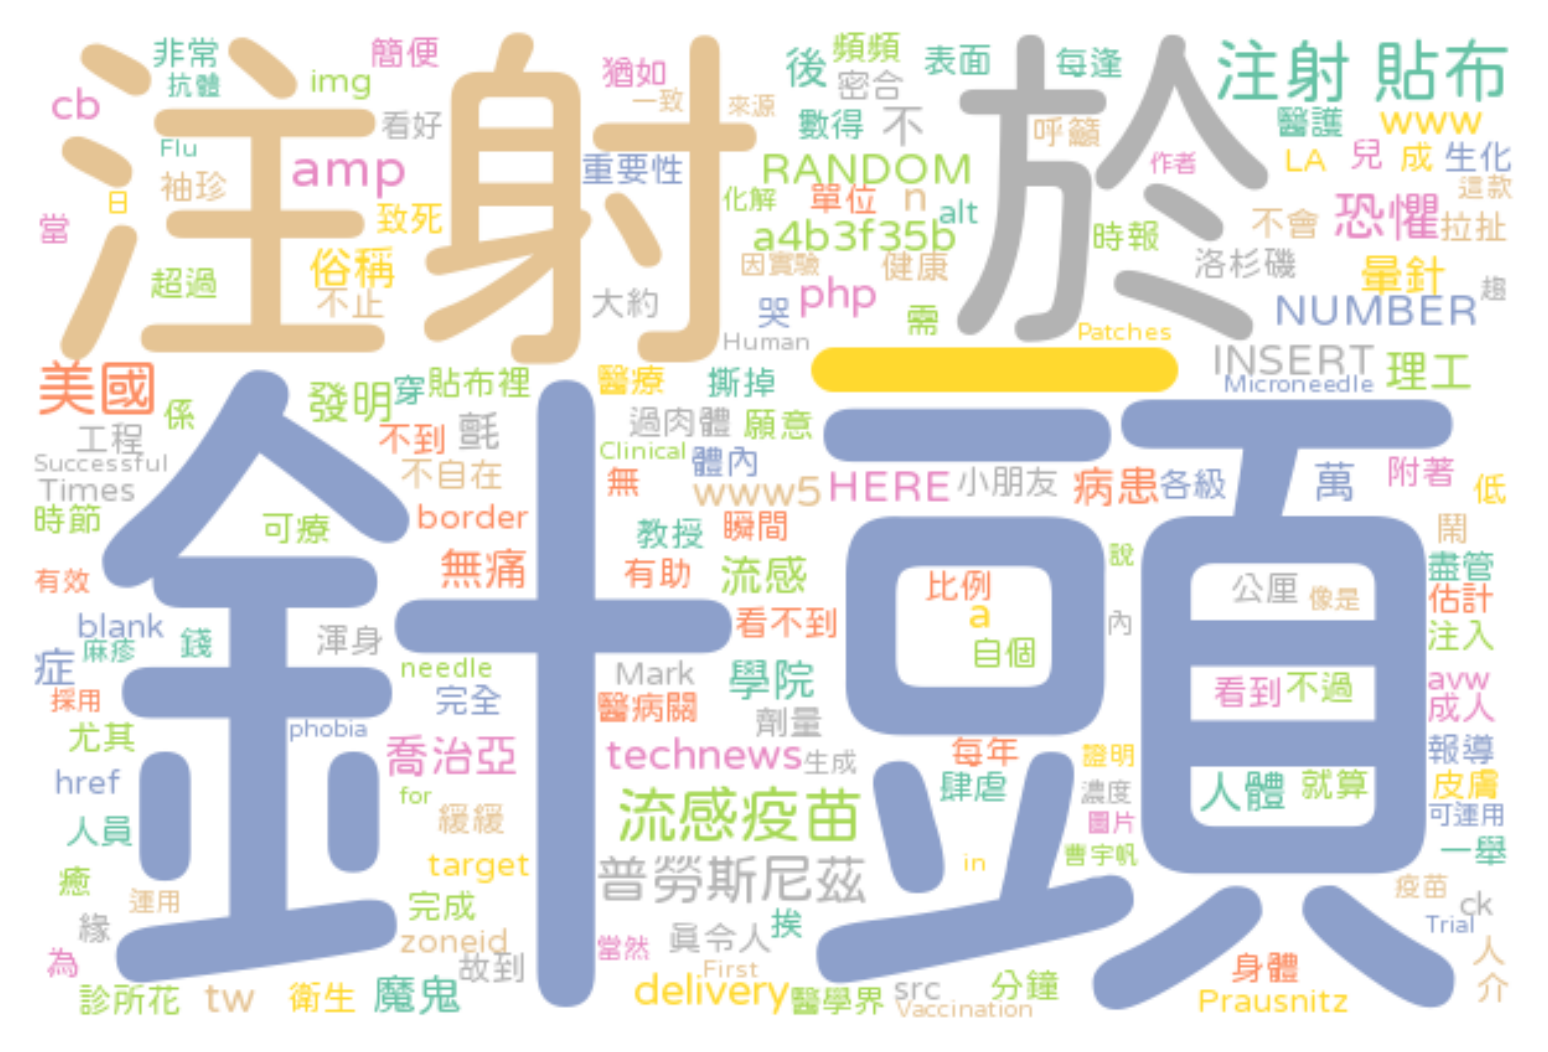 注射 於
非常 簡便 猶如 後 頻頻 表面 每逢 注射 貼布
抗體 img 密合
cb 看好 一致 來源 數得 不 呼籲 醫護 www
Flu amp 重要性 RANDOM 作者 LA 兒 成 生化
袖珍 日 化解 單位 n alt 這款
當 致死 a4b3f35b 時報 不會 恐懼 拉扯
俗稱 因實驗 健康 洛杉磯 暈針
超過 不止 大約 哭 php 需 NUMBER 趨
Human Patches
一 INSERT 理工
美國 發明 穿 貼布裡 醫療 撕掉 Microneedle
係 過肉體 願意
工程 不到 氈 Clinical 體內
Successful 不自在 無 HERE 小朋友 病患 各級 萬 附著 低
Times www5
針頭
時節 可療 border 教授 瞬間 鬧
有效 無痛 有助 流感 說 比例 公厘 像是 盡管
估計
blank 麻疹 錢 渾身 看不到 a 內 注入
症 needle Mark 學院 自個
採用 完全 醫病關 劑量 看到 不過 avw
成人
尤其 phobia 喬治亞 technews 生成 每年 證明 報導
href for 肆虐 濃度 人體 就算 皮膚
人員 緩緩 流感疫苗 圖片 可運用
target 普勞斯尼茲 in 曹宇帆 一舉
癒 運用 完成 疫苗 ck
緣 zoneid 當然 真令人 挨 Trial
為 故到 First 身體 人
診所花 tw 衛生 魔鬼 delivery 醫學界 src 分鐘 Prausnitz 介
Vaccination